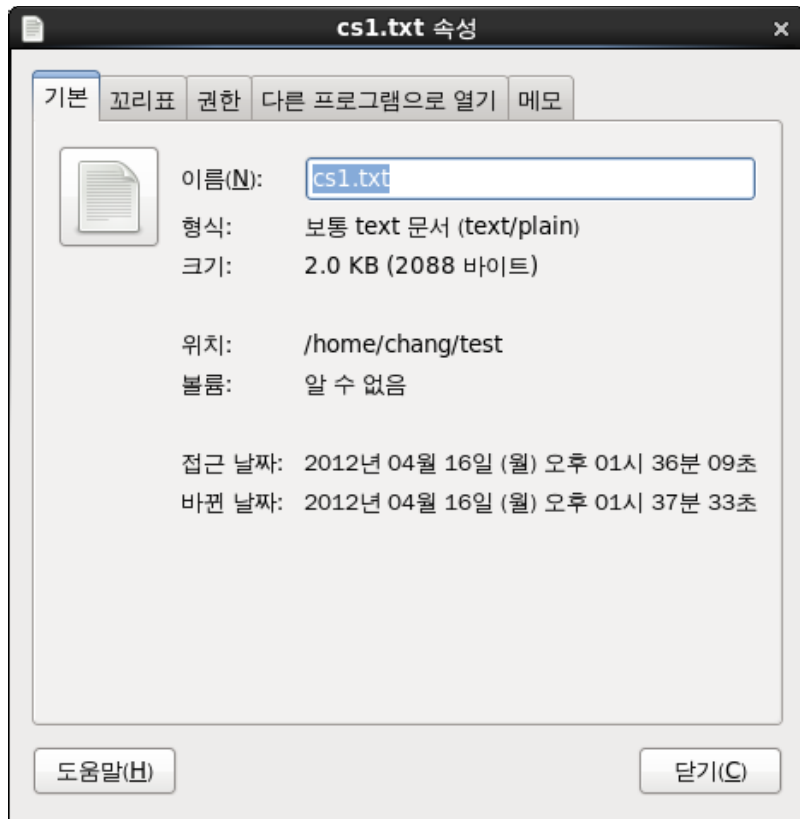 cs1.txt 속성
기본 꼬리표 권한 다른 프로그램으로 열기 메모
이름(N): cs1.txt
형식: 보통 text 문서 (text/plain)
크기: 2.0 KB (2088 바이트)
위치: /home/chang/test
볼륨: 알 수 없음
접근 날짜: 2012년 04월 16일 (월) 오후 01시 36분 09초
바뀐 날짜: 2012년 04월 16일 (월) 오후 01시 37분 33초
도움말(H) 닫기(C)